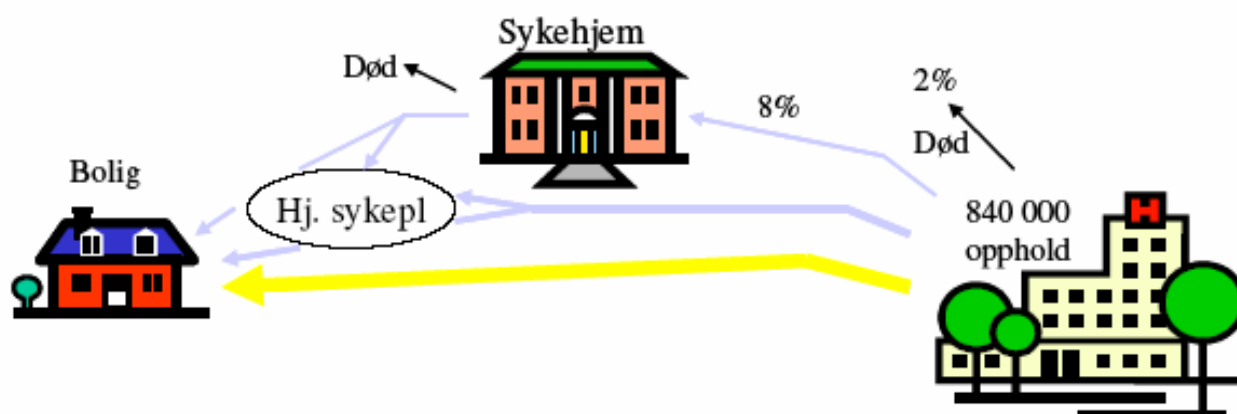 Sykehjem
Død
2%
8%
Død
Bolig
Hj. sykepl
840 000
opphold
H